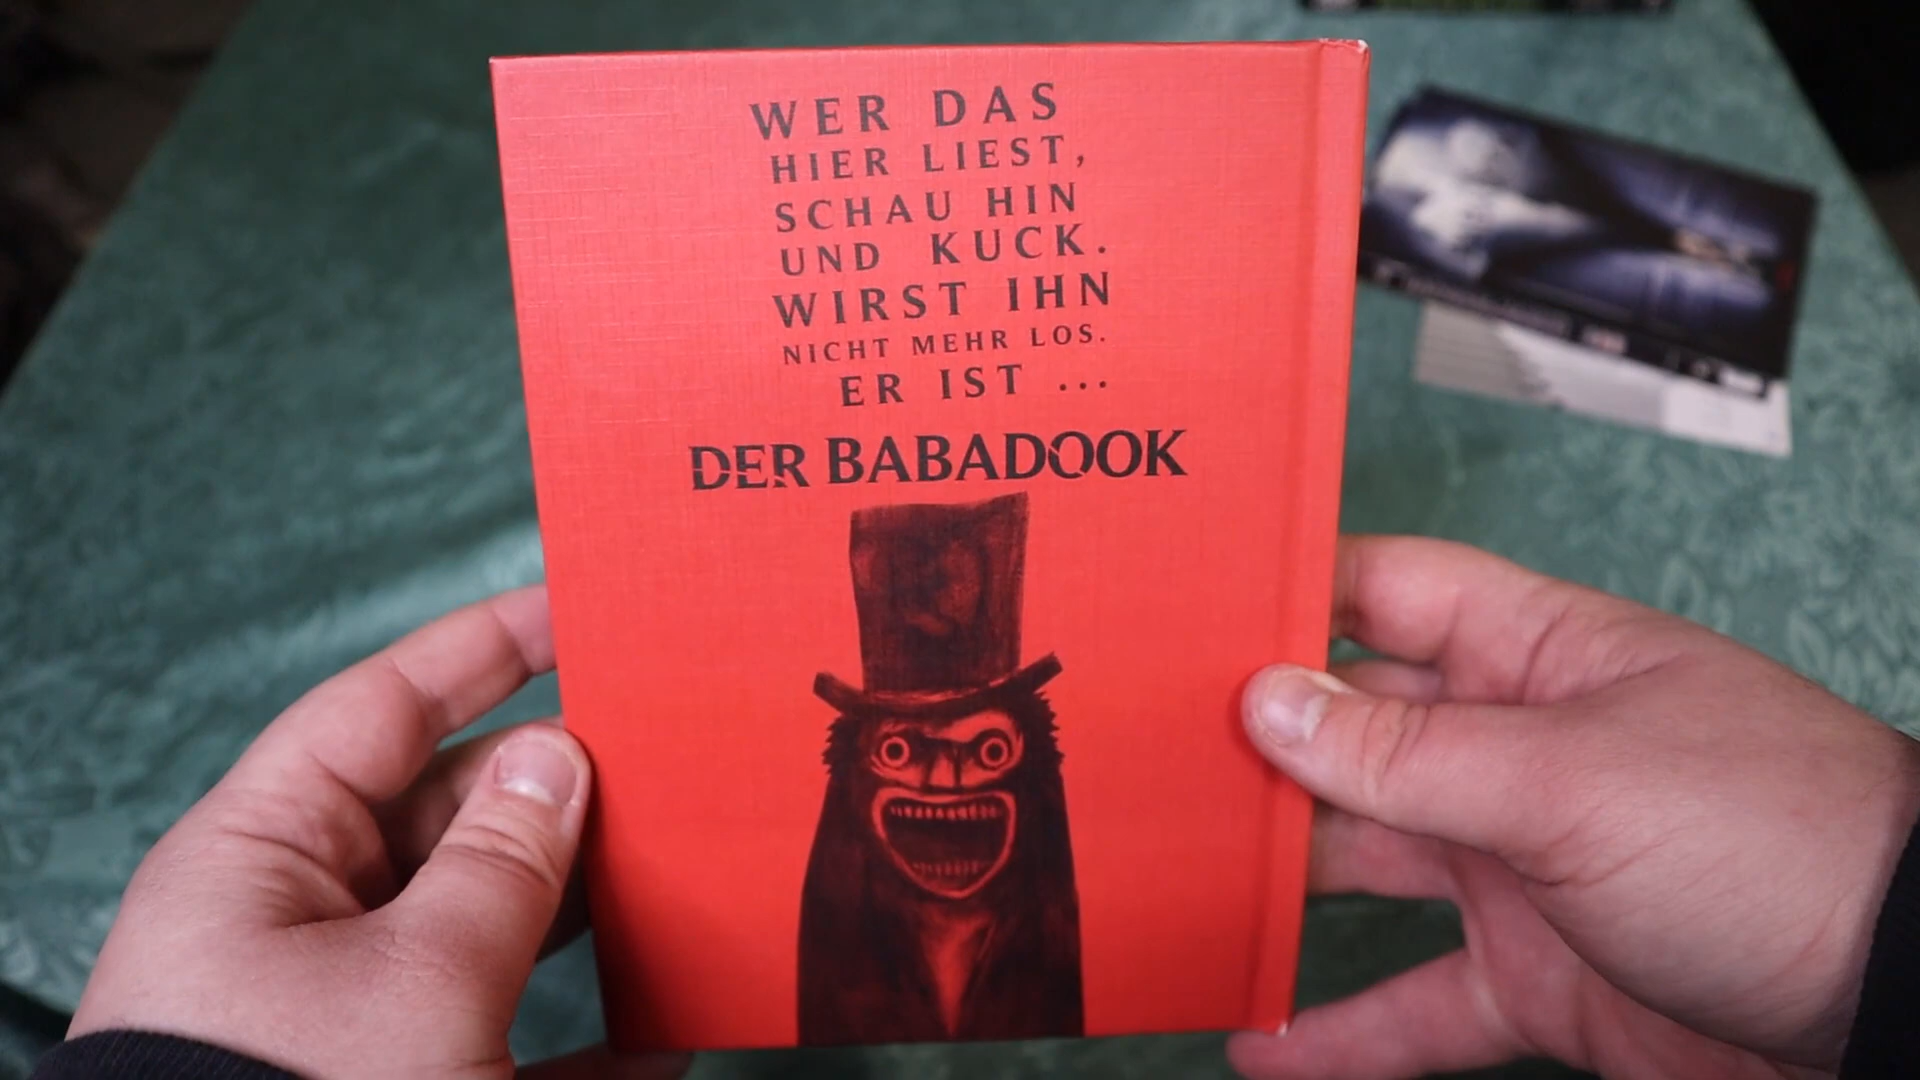 WER DAS
HIER LIEST,
SCHAU HIN
UND KUCK.
WIRST IHN
NICHT MEHR LOS.
ER IST ...
DER BABADOOK